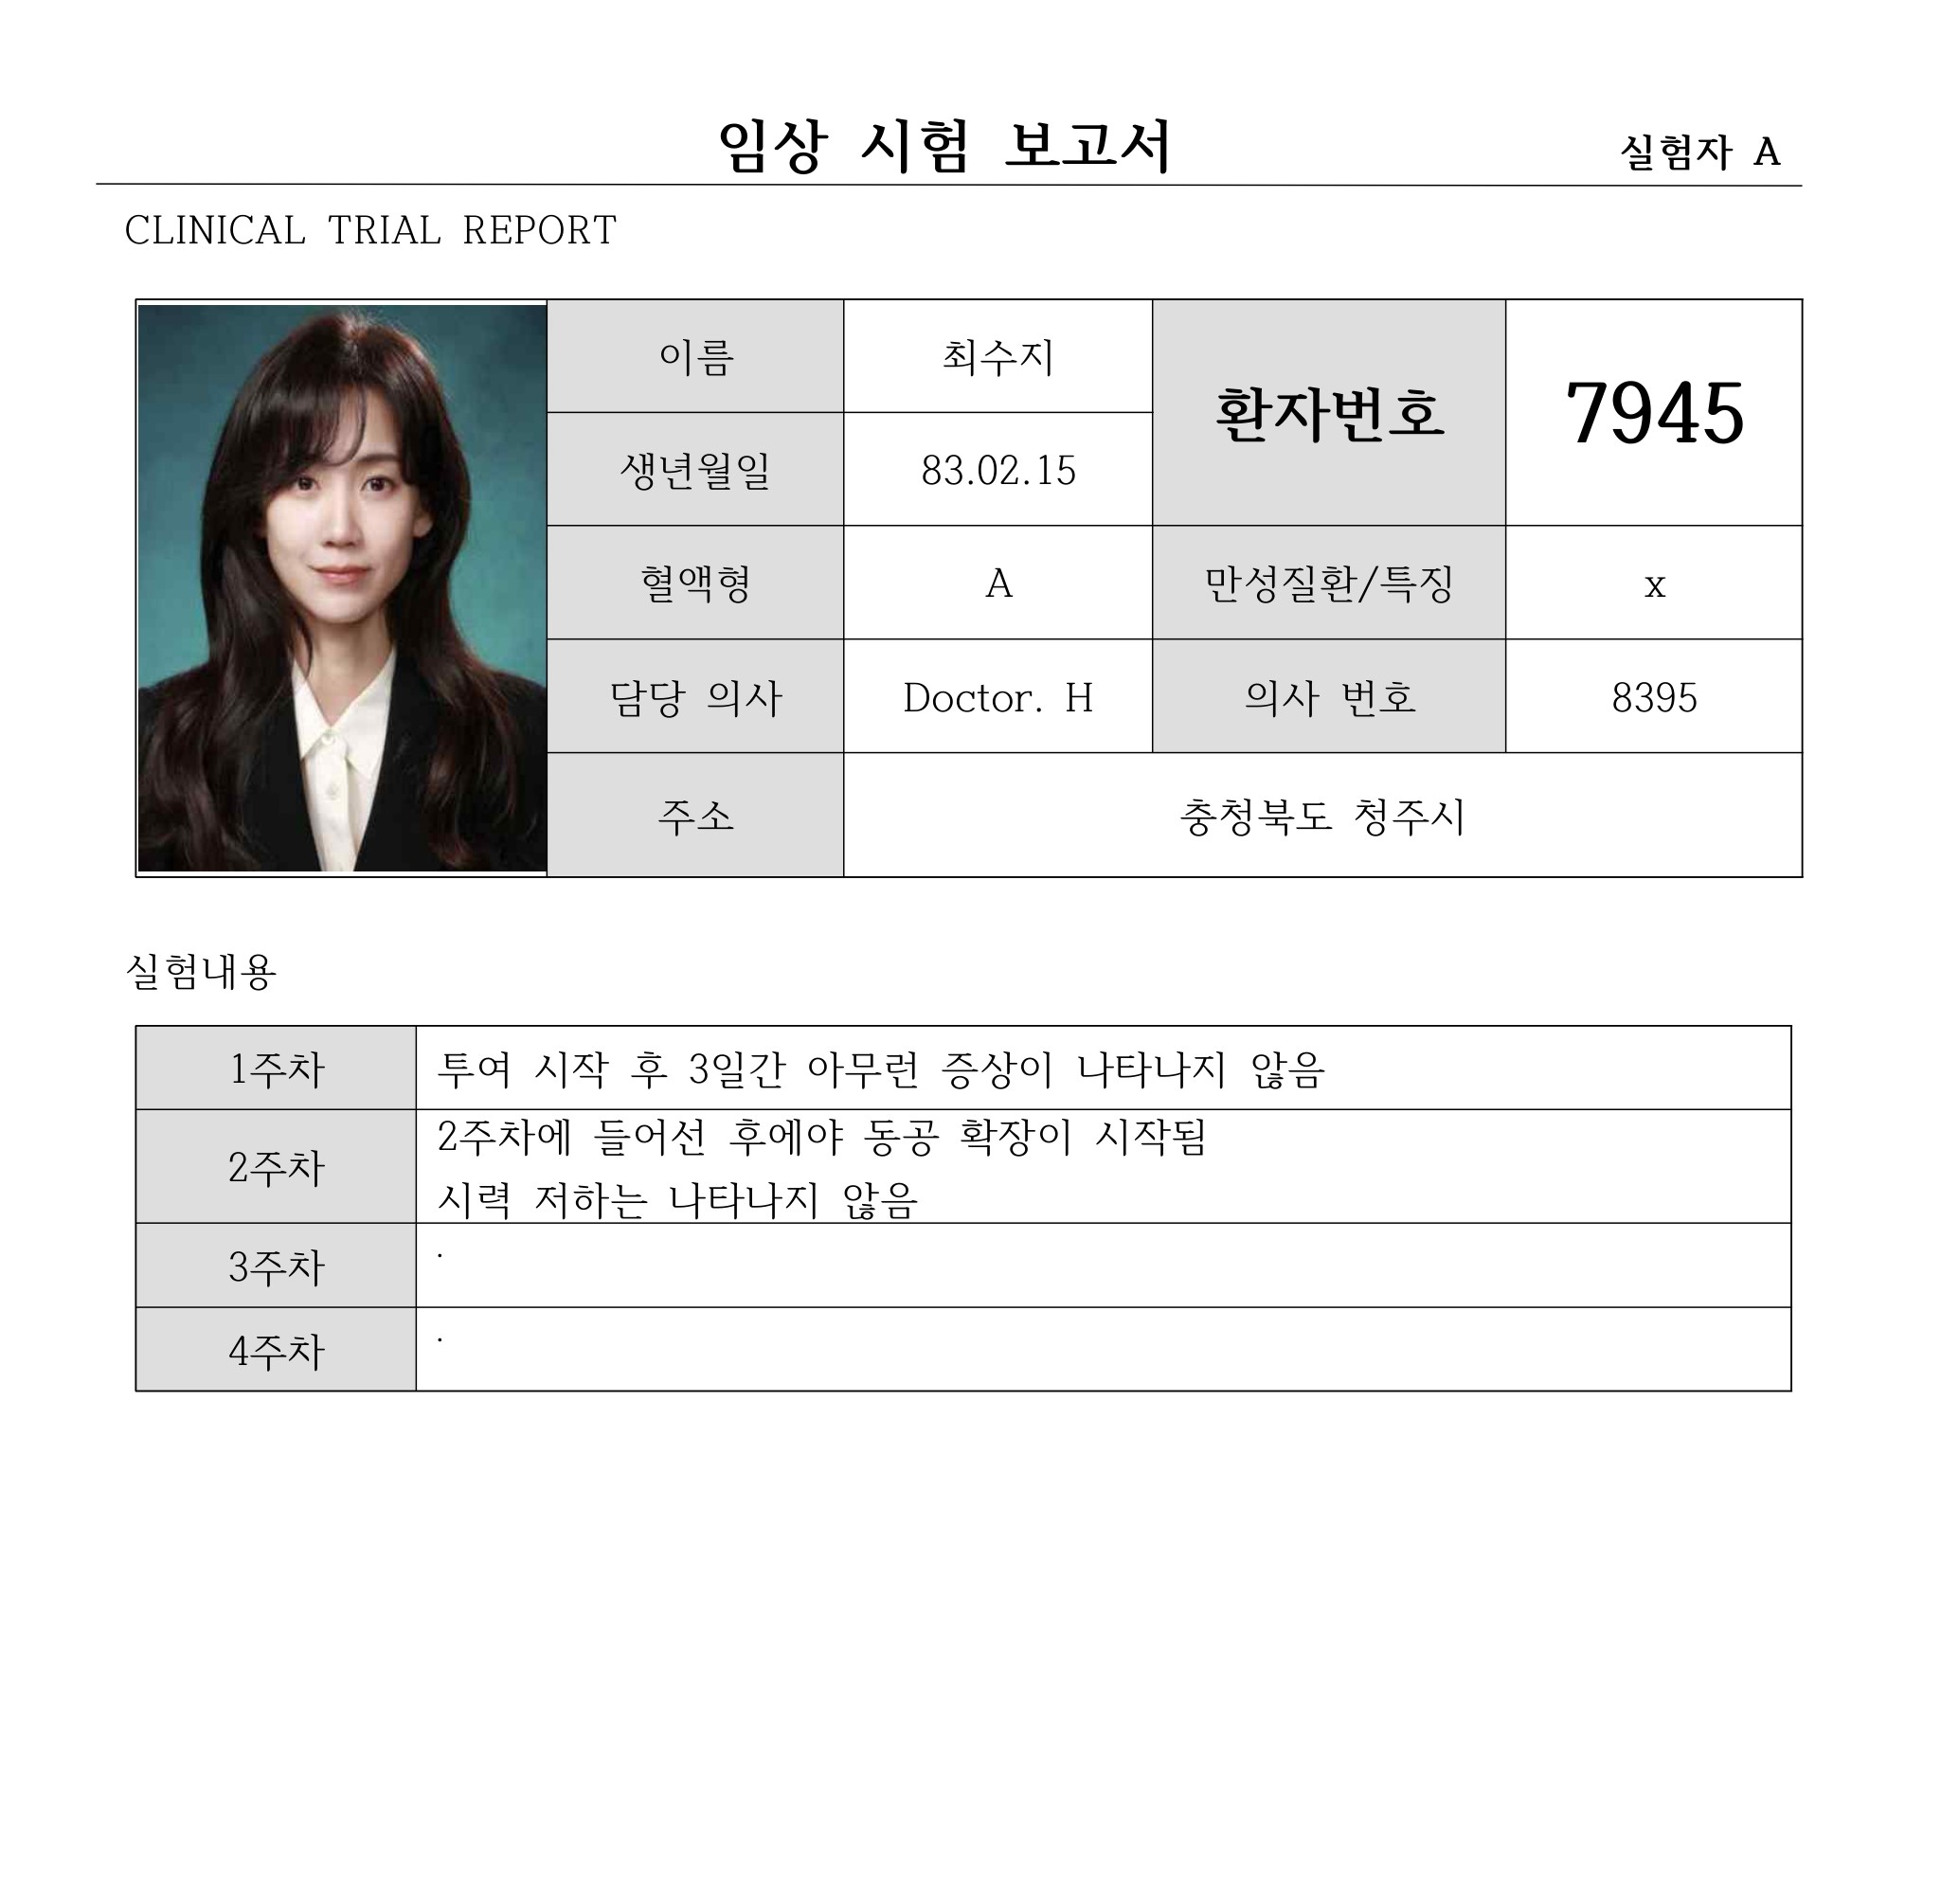 임상 시험 보고서
실험자 A
CLINICAL TRIAL REPORT
이름
최수지
환자번호
7945
생년월일
83.02.15
혈액형
A
만성질환/특징
x
담당 의사
Doctor. H
의사 번호
8395
주소
충청북도 청주시
실험내용
1주차
투여 시작 후 3일간 아무런 증상이 나타나지 않음
2주차
2주차에 들어선 후에야 동공 확장이 시작됨
시력 저하는 나타나지 않음
3주차
.
4주차
.